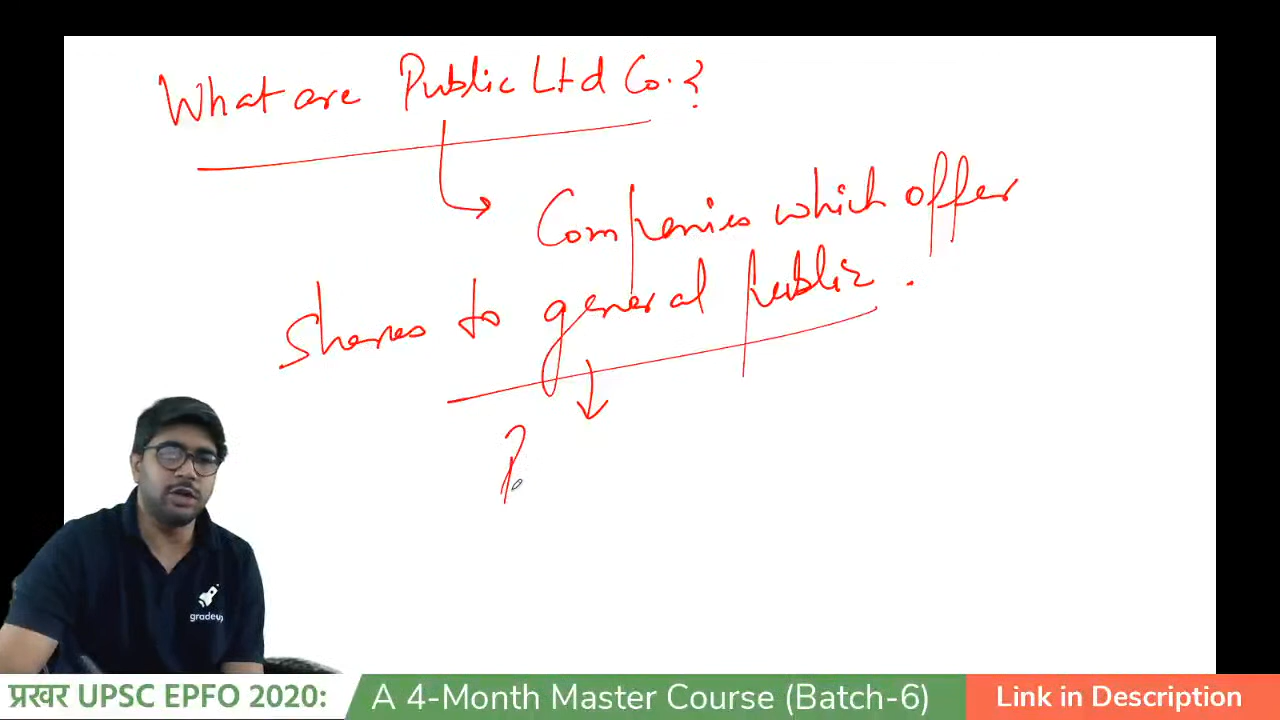 What are Public Ltd Co.?
Companies which offer
shares to general public.
P
gradeup
प्रखर UPSC EPFO 2020:
A 4-Month Master Course (Batch-6)
Link in Description